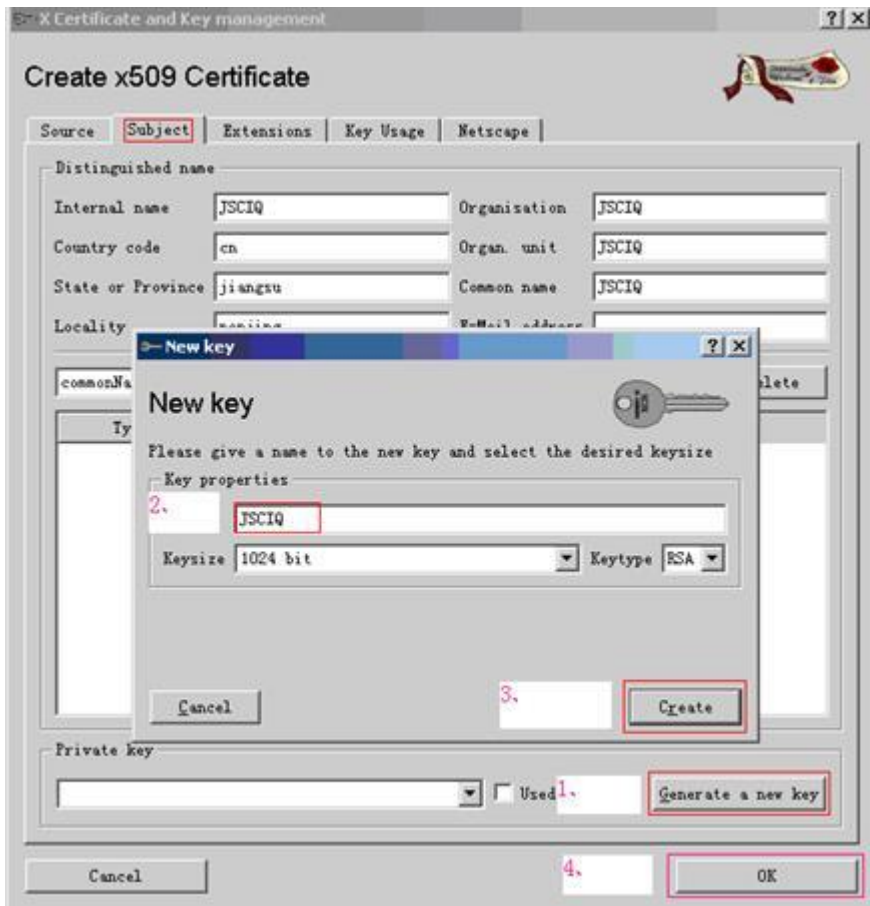 X Certificate and Key management
Create x509 Certificate
Source Subject Extensions Key Usage Netscape
Distinguished name
Internal name JSCIQ Organisation JSCIQ
Country code cn Organ. unit JSCIQ
State or Province jiangsu Common name JSCIQ
Locality
New key
New key
Please give a name to the new key and select the desired keysize
Key properties
2、 JSCIQ
Keysize 1024 bit Keytype RSA
Cancel 3、 Create
Private key
Used 1、 Generate a new key
Cancel 4、 OK